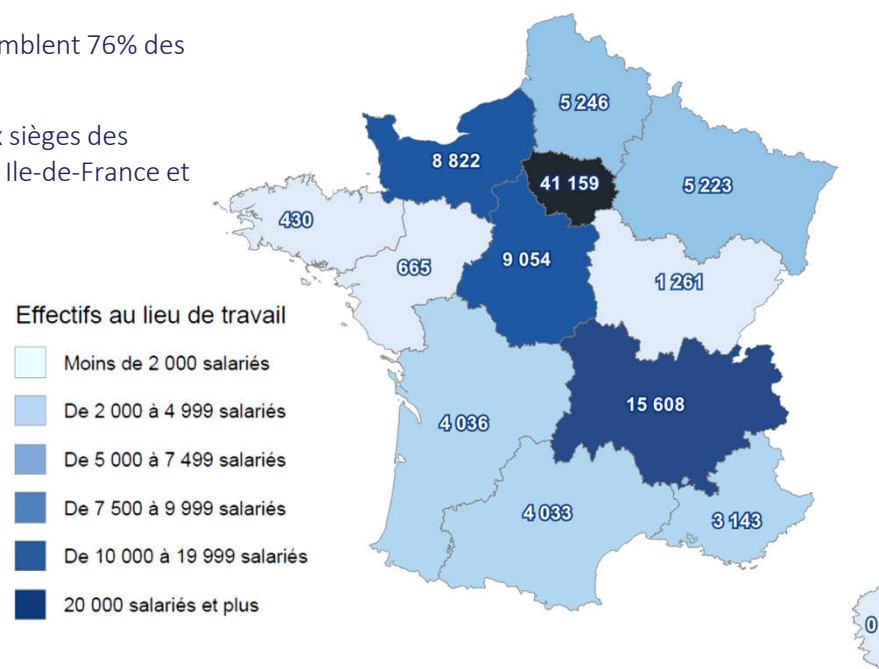 emblent 76% des
x sièges des
Ile-de-France et
5 246
8 822
41 159
5 223
430
665
9 054
1 261
Effectifs au lieu de travail
Moins de 2 000 salariés
De 2 000 à 4 999 salariés
De 5 000 à 7 499 salariés
De 7 500 à 9 999 salariés
De 10 000 à 19 999 salariés
20 000 salariés et plus
15 608
4 036
4 033
3 143
0